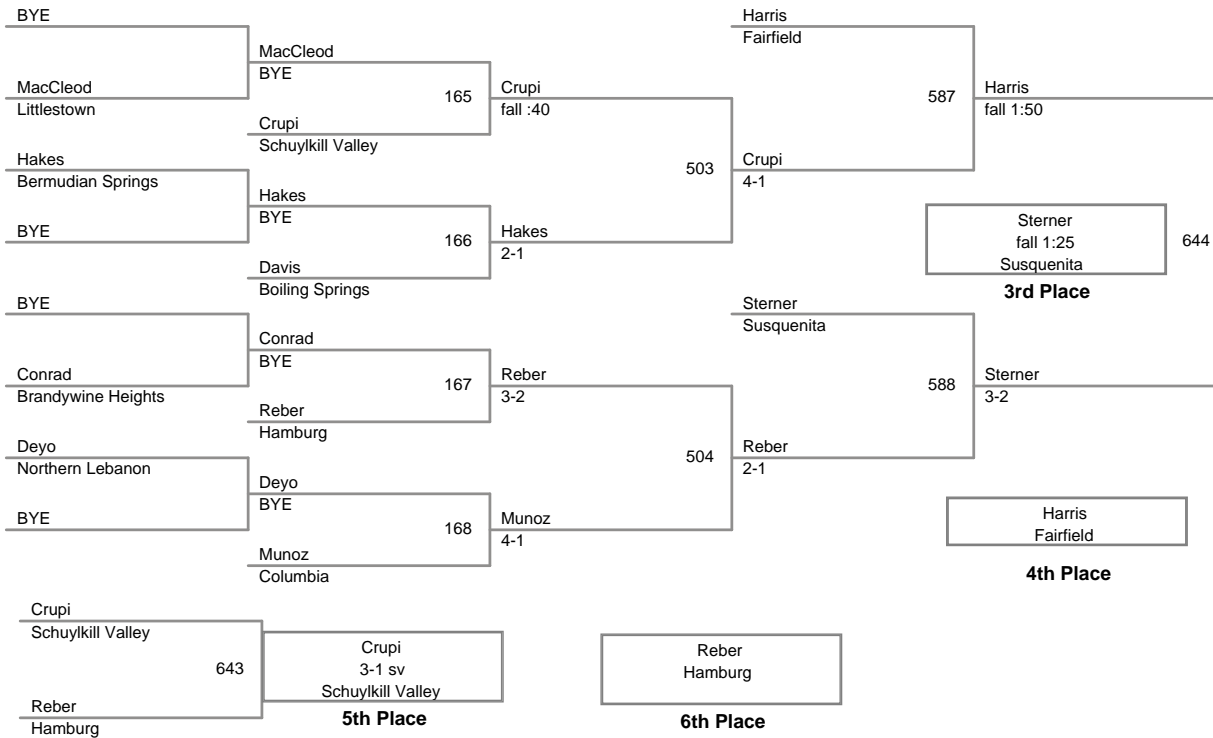 BYE
MacCleod
Littlestown
Hakes
Bermudian Springs
BYE
BYE
Conrad
Brandywine Heights
Deyo
Northern Lebanon
BYE
MacCleod
BYE
165
Crupi
Schuylkill Valley
Hakes
BYE
166
Davis
Boiling Springs
Conrad
BYE
167
Reber
Hamburg
Deyo
BYE
168
Munoz
Columbia
Crupi
fall :40
503
Hakes
2-1
Reber
3-2
504
Munoz
4-1
Harris
Fairfield
587
Crupi
4-1
Sterner
Susquenita
588
Reber
2-1
Harris
fall 1:50
Sterner
fall 1:25
Susquenita
644
3rd Place
Sterner
3-2
Harris
Fairfield
4th Place
Crupi
Schuylkill Valley
643
Reber
Hamburg
Crupi
3-1 sv
Schuylkill Valley
5th Place
Reber
Hamburg
6th Place